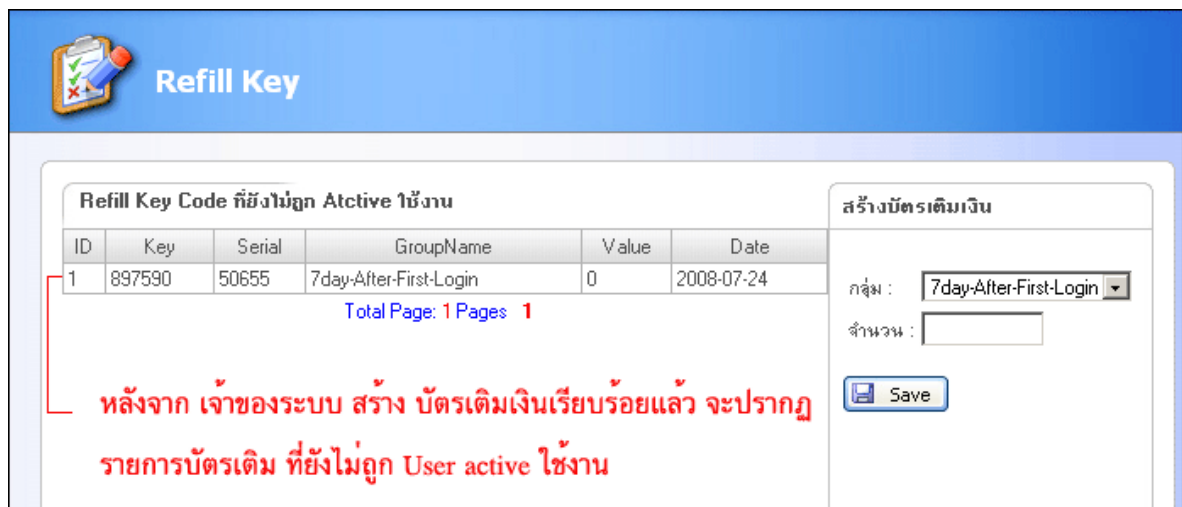 Refill Key
Refill Key Code ที่ยังไม่ถูก Atctive ใช้งาน
ID Key Serial GroupName Value Date
1 897590 50655 7day-After-First-Login 0 2008-07-24
Total Page: 1 Pages 1
หลังจาก เจ้าของระบบ สร้าง บัตรเติมเงินเรียบร้อยแล้ว จะปรากฏ
รายการบัตรเติม ที่ยังไม่ถูก User active ใช้งาน
สร้างบัตรเติมเงิน
กลุ่ม : 7day-After-First-Login
จำนวน :
Save